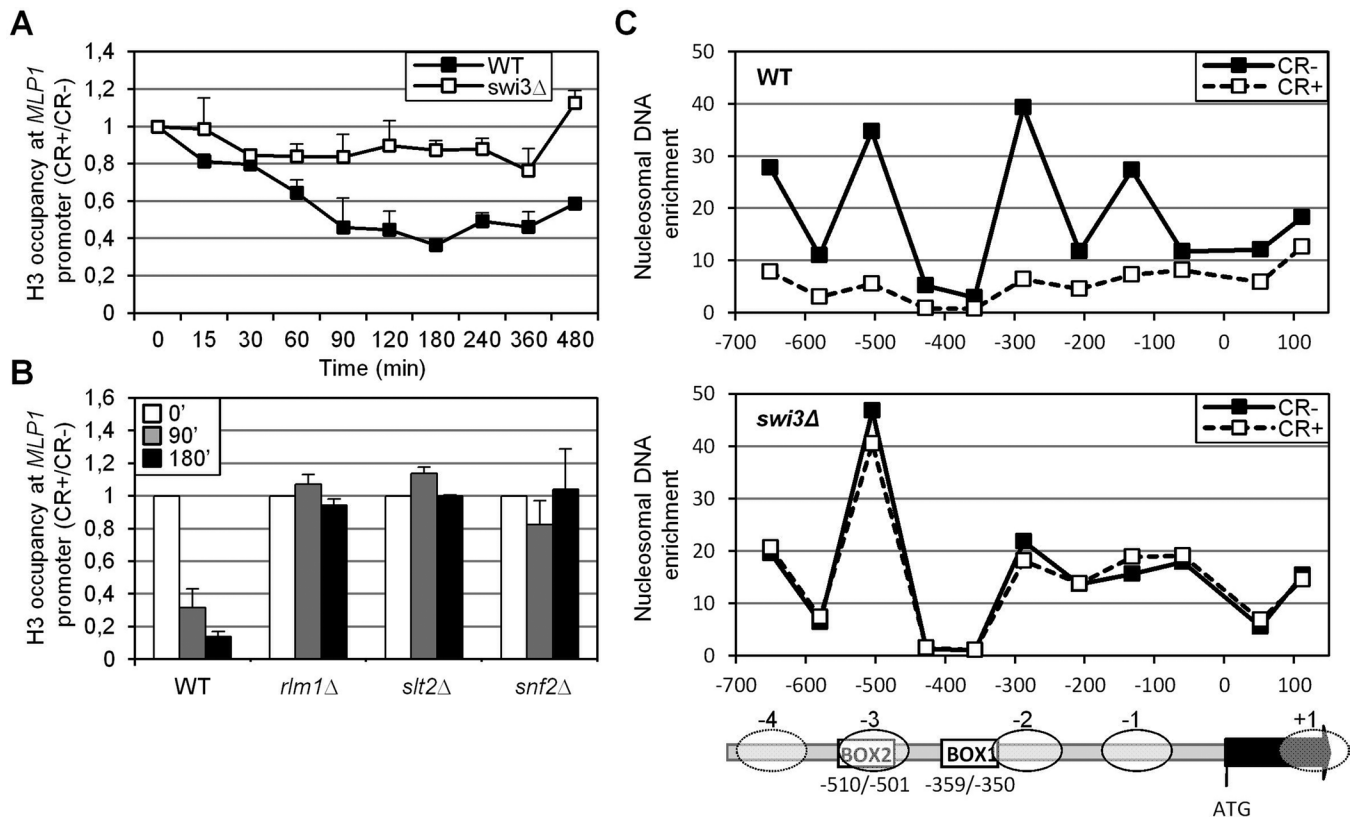 A
H3 occupancy at MLP1
promoter (CR+/CR-)
1,4
1,2
1
0,8
0,6
0,4
0,2
0
WT
swi3Δ
0 15 30 60 90 120 180 240 360 480
Time (min)
B
H3 occupancy at MLP1
promoter (CR+/CR-)
1,6
1,4
1,2
1
0,8
0,6
0,4
0,2
0
0'
90'
180'
WT rlm1Δ slt2Δ snf2Δ
C
Nucleosomal DNA
enrichment
50
40
30
20
10
0
WT
CR-
CR+
-700 -600 -500 -400 -300 -200 -100 0 100
Nucleosomal DNA
enrichment
50
40
30
20
10
0
swi3Δ
CR-
CR+
-700 -600 -500 -400 -300 -200 -100 0 100
-4 -3 -2 -1 +1
BOX2 BOX1
-510/-501 -359/-350
ATG